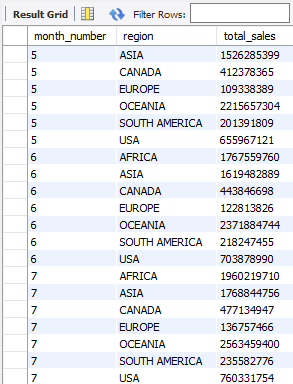 Result Grid Filter Rows:
month_number region total_sales
5 ASIA 1526285399
5 CANADA 412378365
5 EUROPE 109338389
5 OCEANIA 2215657304
5 SOUTH AMERICA 201391809
5 USA 655967121
6 AFRICA 1767559760
6 ASIA 1619482889
6 CANADA 443846698
6 EUROPE 122813826
6 OCEANIA 2371884744
6 SOUTH AMERICA 218247455
6 USA 703878990
7 AFRICA 1960219710
7 ASIA 1768844756
7 CANADA 477134947
7 EUROPE 136757466
7 OCEANIA 2563459400
7 SOUTH AMERICA 235582776
7 USA 760331754